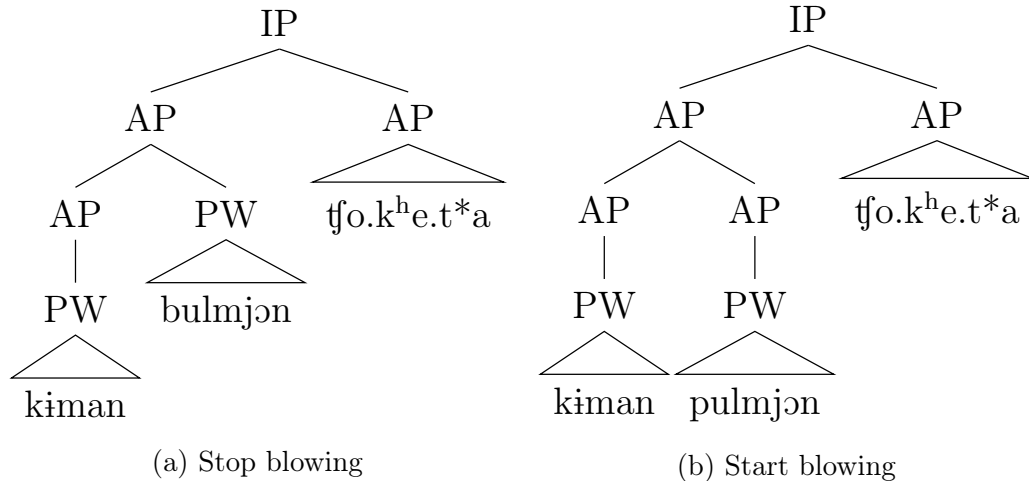 IP IP
AP AP AP AP
AP PW ʧo.kʰe.t*a AP AP ʧo.kʰe.t*a
PW bulmjɔn PW PW
kɨman kɨman pulmjɔn
(a) Stop blowing (b) Start blowing